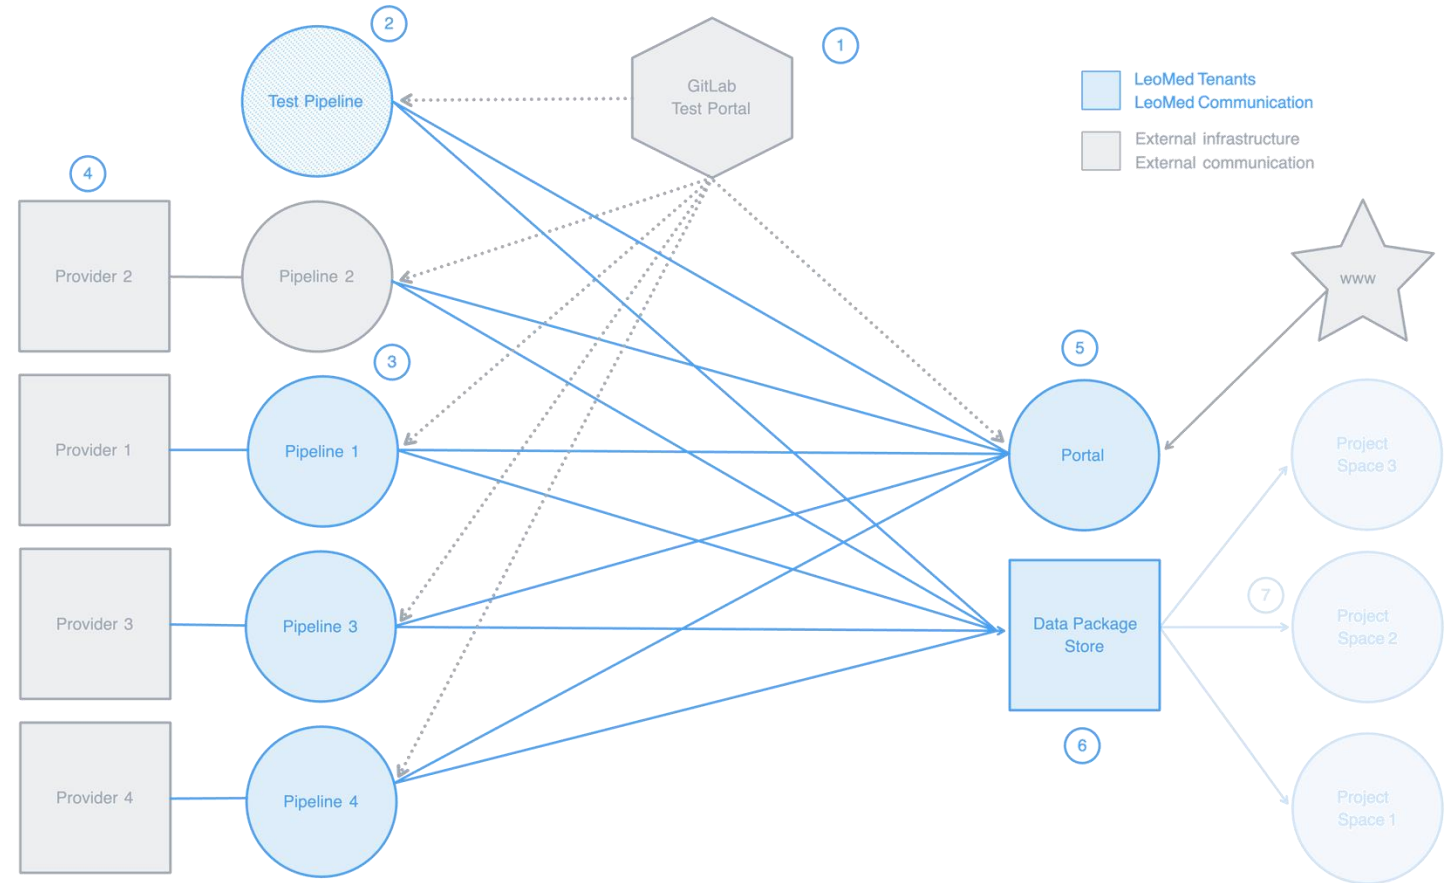 2
1
GitLab
Test Portal
Test Pipeline
LeoMed Tenants
LeoMed Communication
External infrastructure
External communication
4
Provider 2
Pipeline 2
www
3
5
Provider 1
Pipeline 1
Portal
Project
Space 3
7
Provider 3
Pipeline 3
Data Package
Store
Project
Space 2
6
Provider 4
Pipeline 4
Project
Space 1